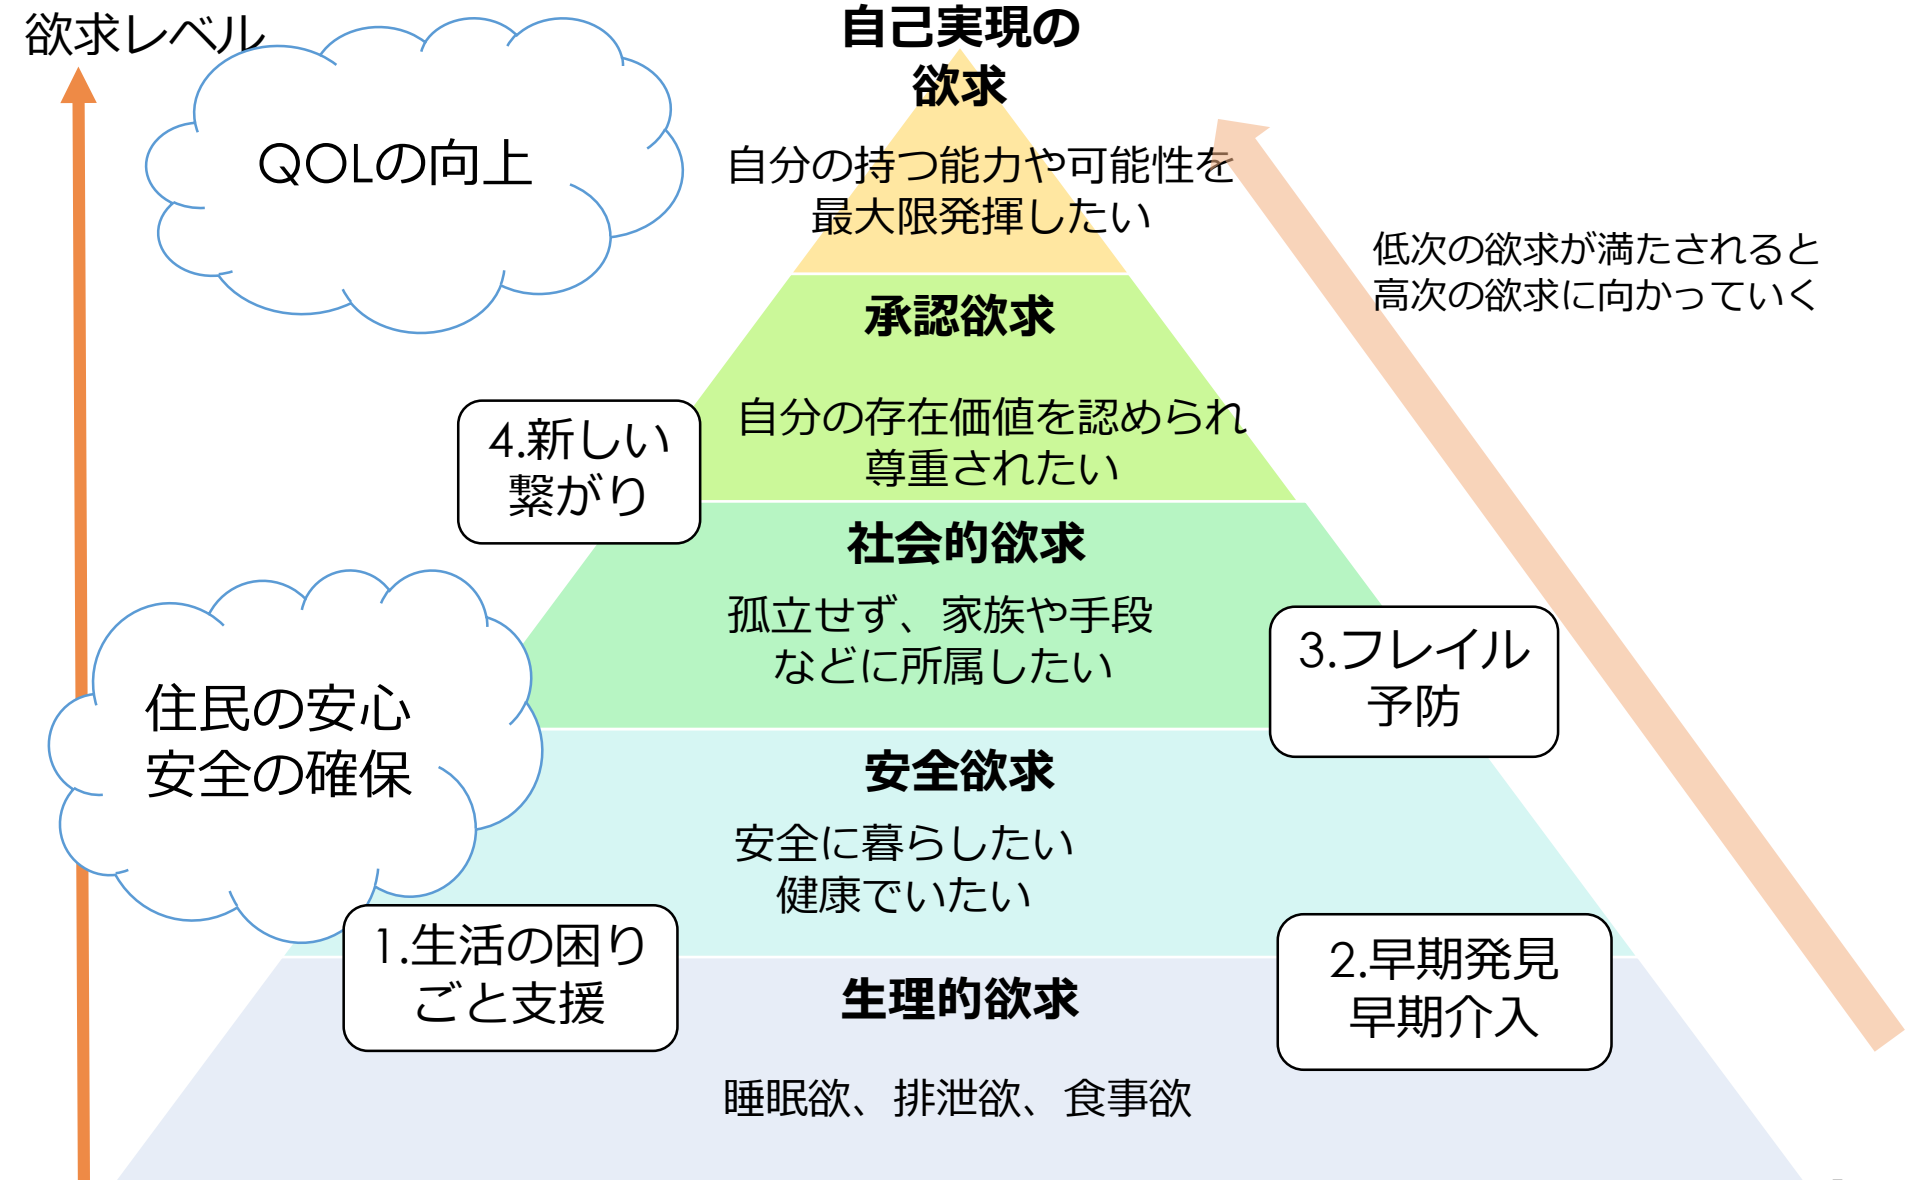 欲求レベル
QOLの向上
自己実現の
欲求
自分の持つ能力や可能性を
最大限発揮したい
低次の欲求が満たされると
高次の欲求に向かっていく
承認欲求
自分の存在価値を認められ
尊重されたい
4.新しい
繋がり
社会的欲求
孤立せず、家族や手段
などに所属したい
3.フレイル
予防
住民の安心
安全の確保
安全欲求
安全に暮らしたい
健康でいたい
1.生活の困り
ごと支援
2.早期発見
早期介入
生理的欲求
睡眠欲、排泄欲、食事欲